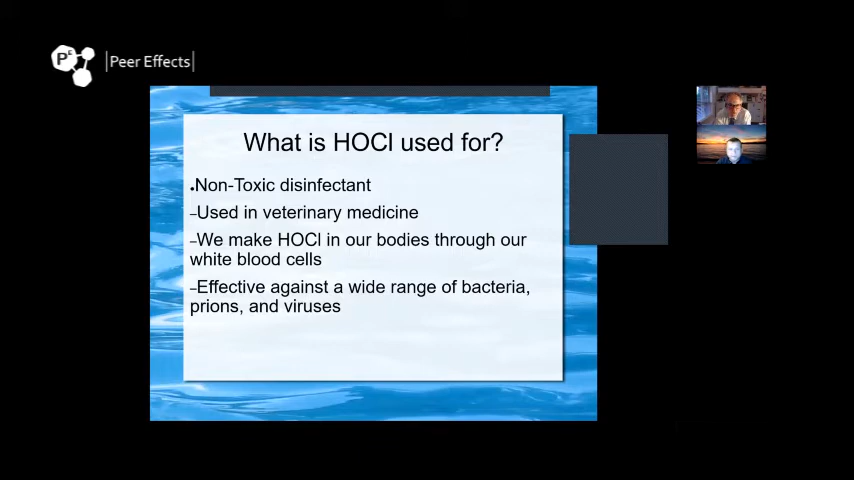 PE
|Peer Effects|
What is HOCl used for?
•Non-Toxic disinfectant
–Used in veterinary medicine
–We make HOCl in our bodies through our
white blood cells
–Effective against a wide range of bacteria,
prions, and viruses